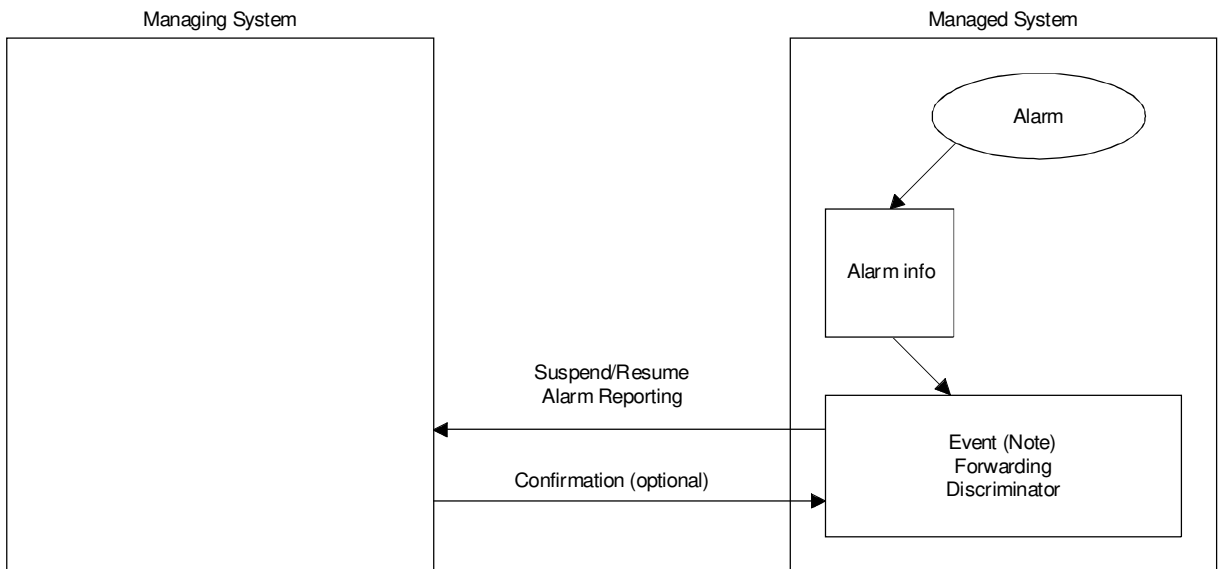 Managing System
Managed System
Alarm
Alarm info
Suspend/Resume
Alarm Reporting
Confirmation (optional)
Event (Note)
Forwarding
Discriminator